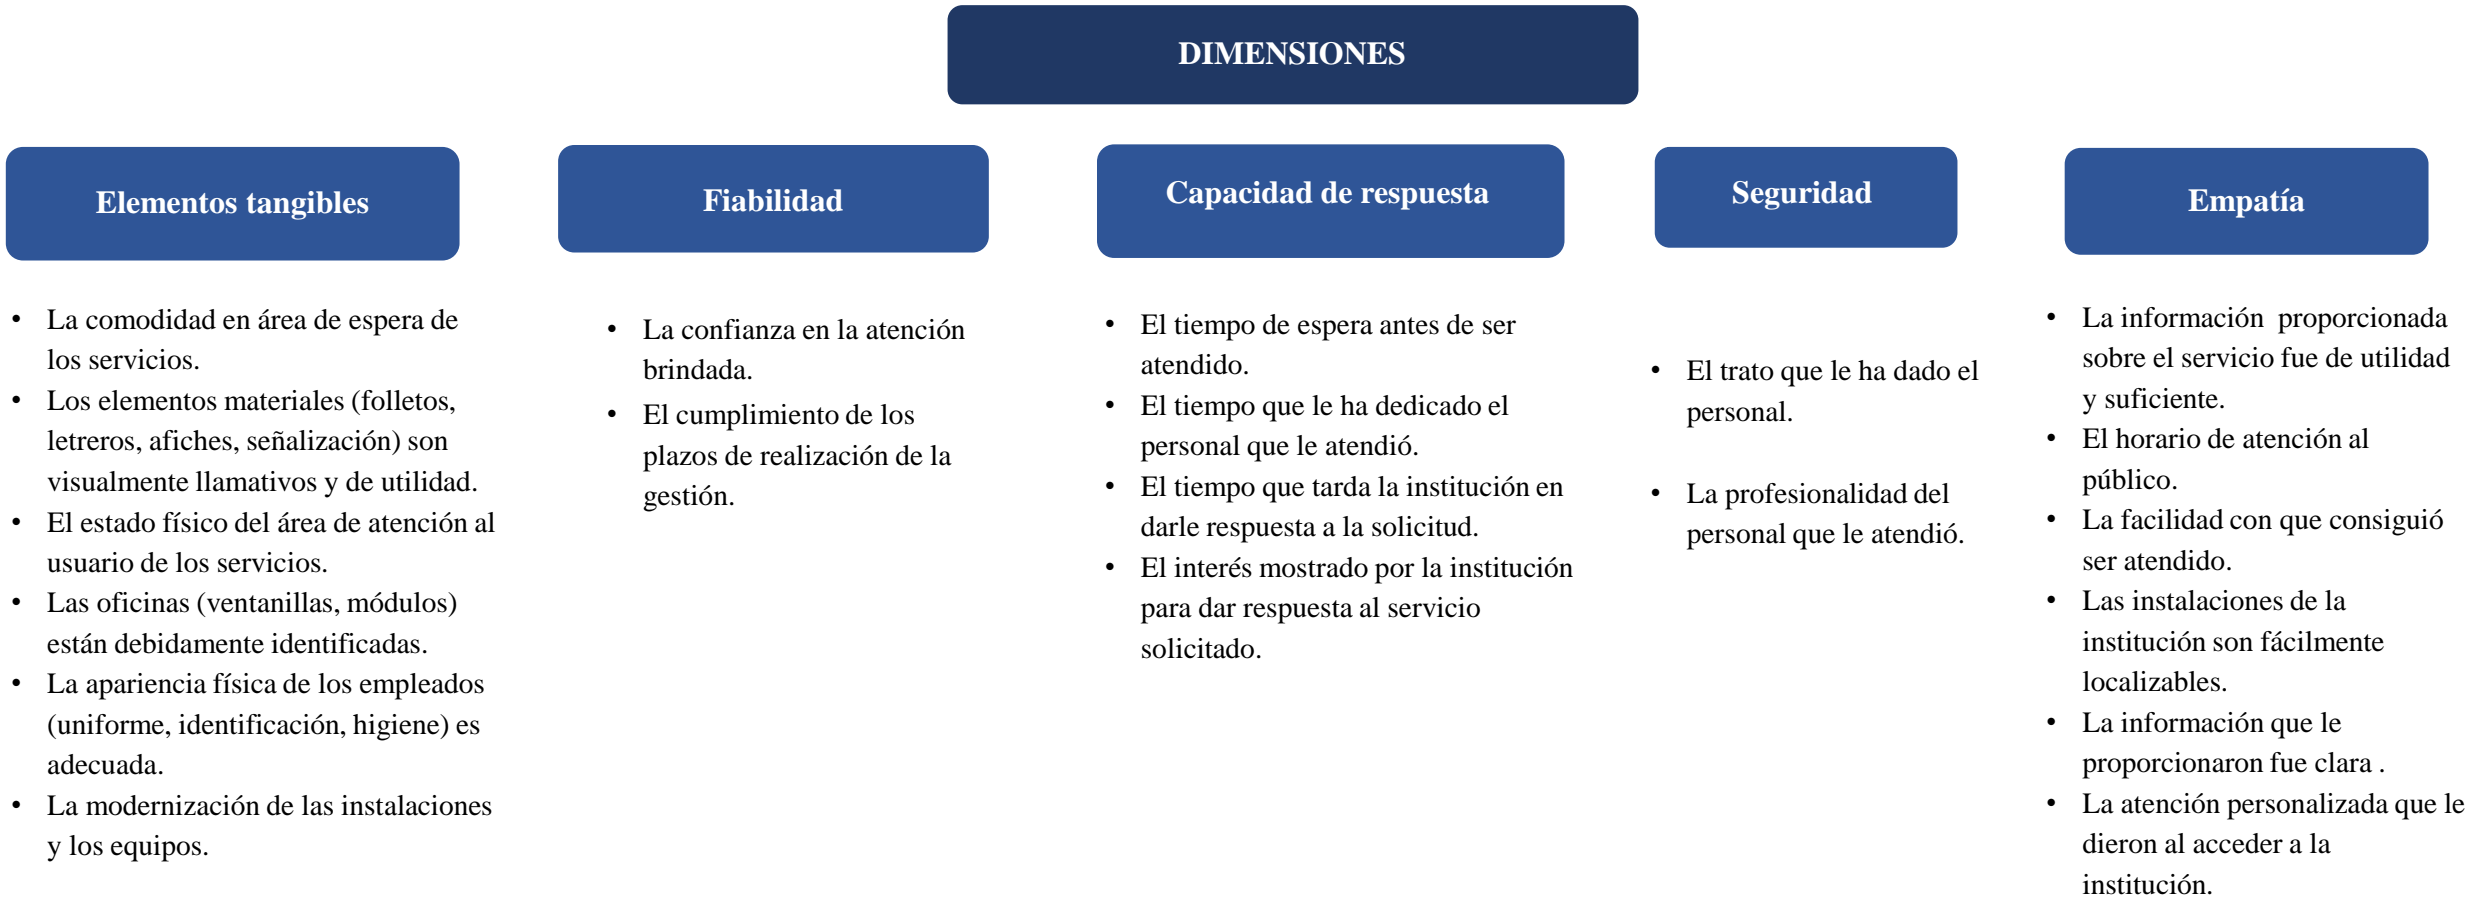 DIMENSIONES
Elementos tangibles
• La comodidad en área de espera de
los servicios.
• Los elementos materiales (folletos,
letreros, afiches, señalización) son
visualmente llamativos y de utilidad.
• El estado físico del área de atención al
usuario de los servicios.
• Las oficinas (ventanillas, módulos)
están debidamente identificadas.
• La apariencia física de los empleados
(uniforme, identificación, higiene) es
adecuada.
• La modernización de las instalaciones
y los equipos.
Fiabilidad
• La confianza en la atención
brindada.
• El cumplimiento de los
plazos de realización de la
gestión.
Capacidad de respuesta
• El tiempo de espera antes de ser
atendido.
• El tiempo que le ha dedicado el
personal que le atendió.
• El tiempo que tarda la institución en
darle respuesta a la solicitud.
• El interés mostrado por la institución
para dar respuesta al servicio
solicitado.
Seguridad
• El trato que le ha dado el
personal.
• La profesionalidad del
personal que le atendió.
Empatía
• La información  proporcionada
sobre el servicio fue de utilidad
y suficiente.
• El horario de atención al
público.
• La facilidad con que consiguió
ser atendido.
• Las instalaciones de la
institución son fácilmente
localizables.
• La información que le
proporcionaron fue clara .
• La atención personalizada que le
dieron al acceder a la
institución.